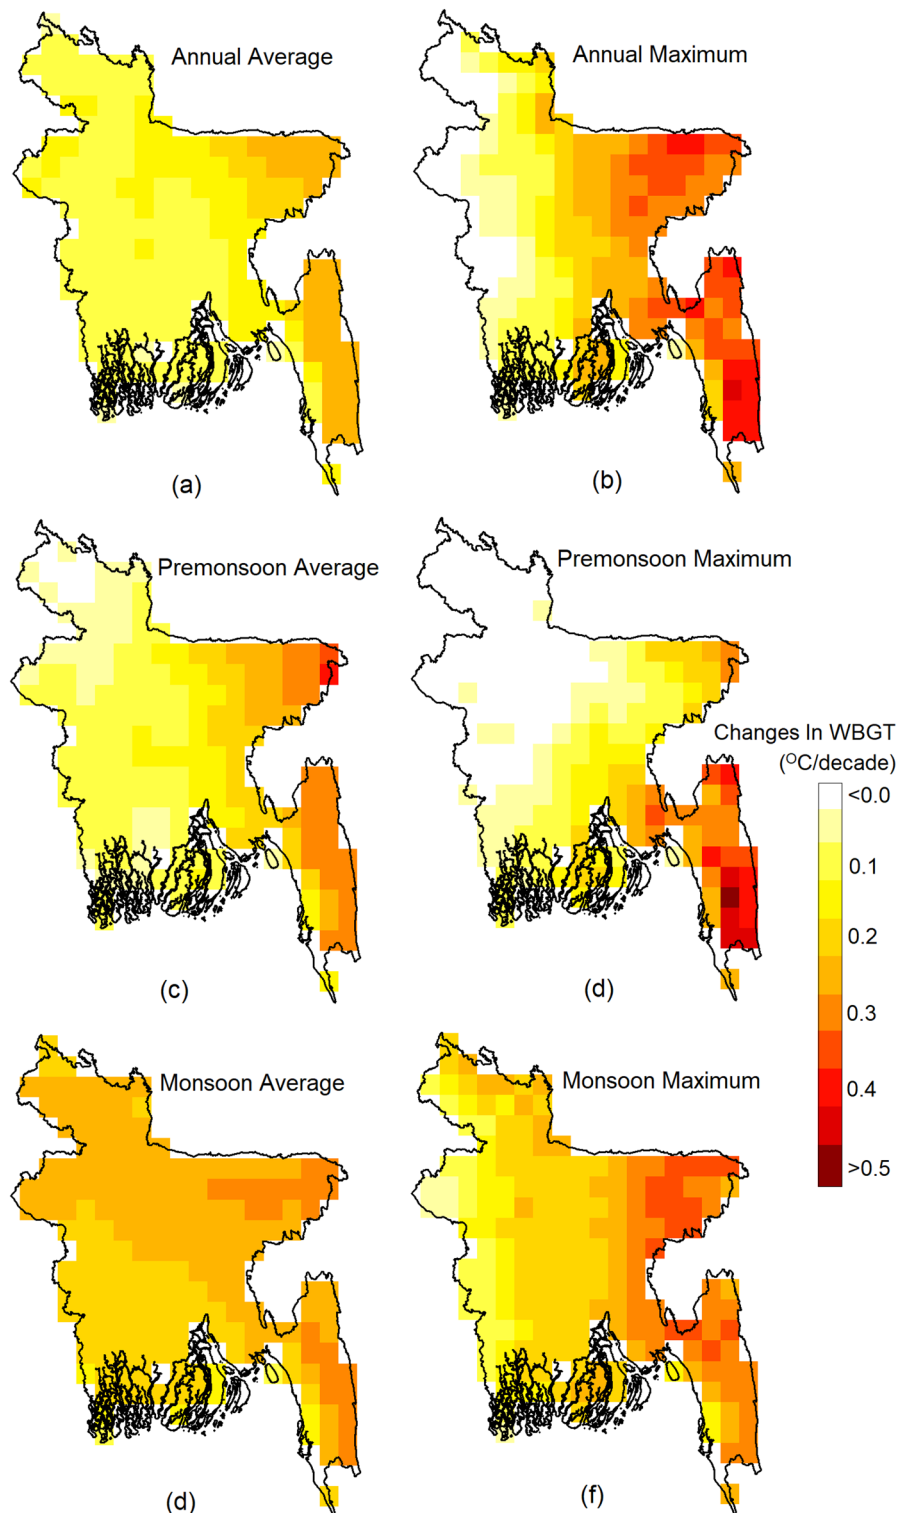 Annual Average
Annual Maximum
(a)
(b)
Premonsoon Average
Premonsoon Maximum
Changes In WBGT
(OC/decade)
<0.0
0.1
0.2
0.3
0.4
>0.5
(c)
(d)
Monsoon Average
Monsoon Maximum
(d)
(f)